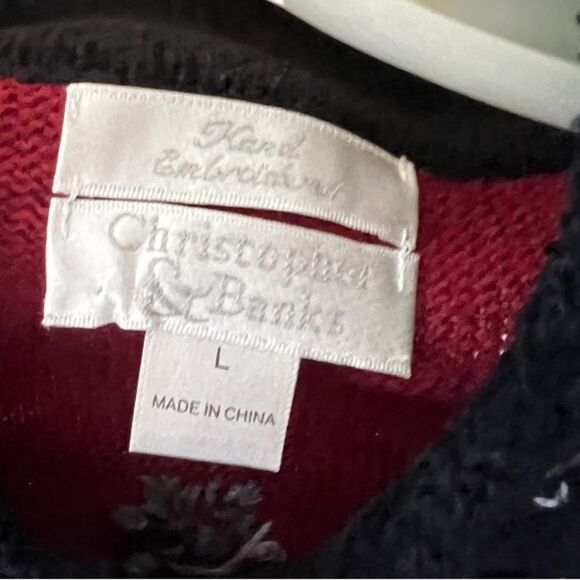 Hand
Embroidered
Christopher
& Banks
L
MADE IN CHINA